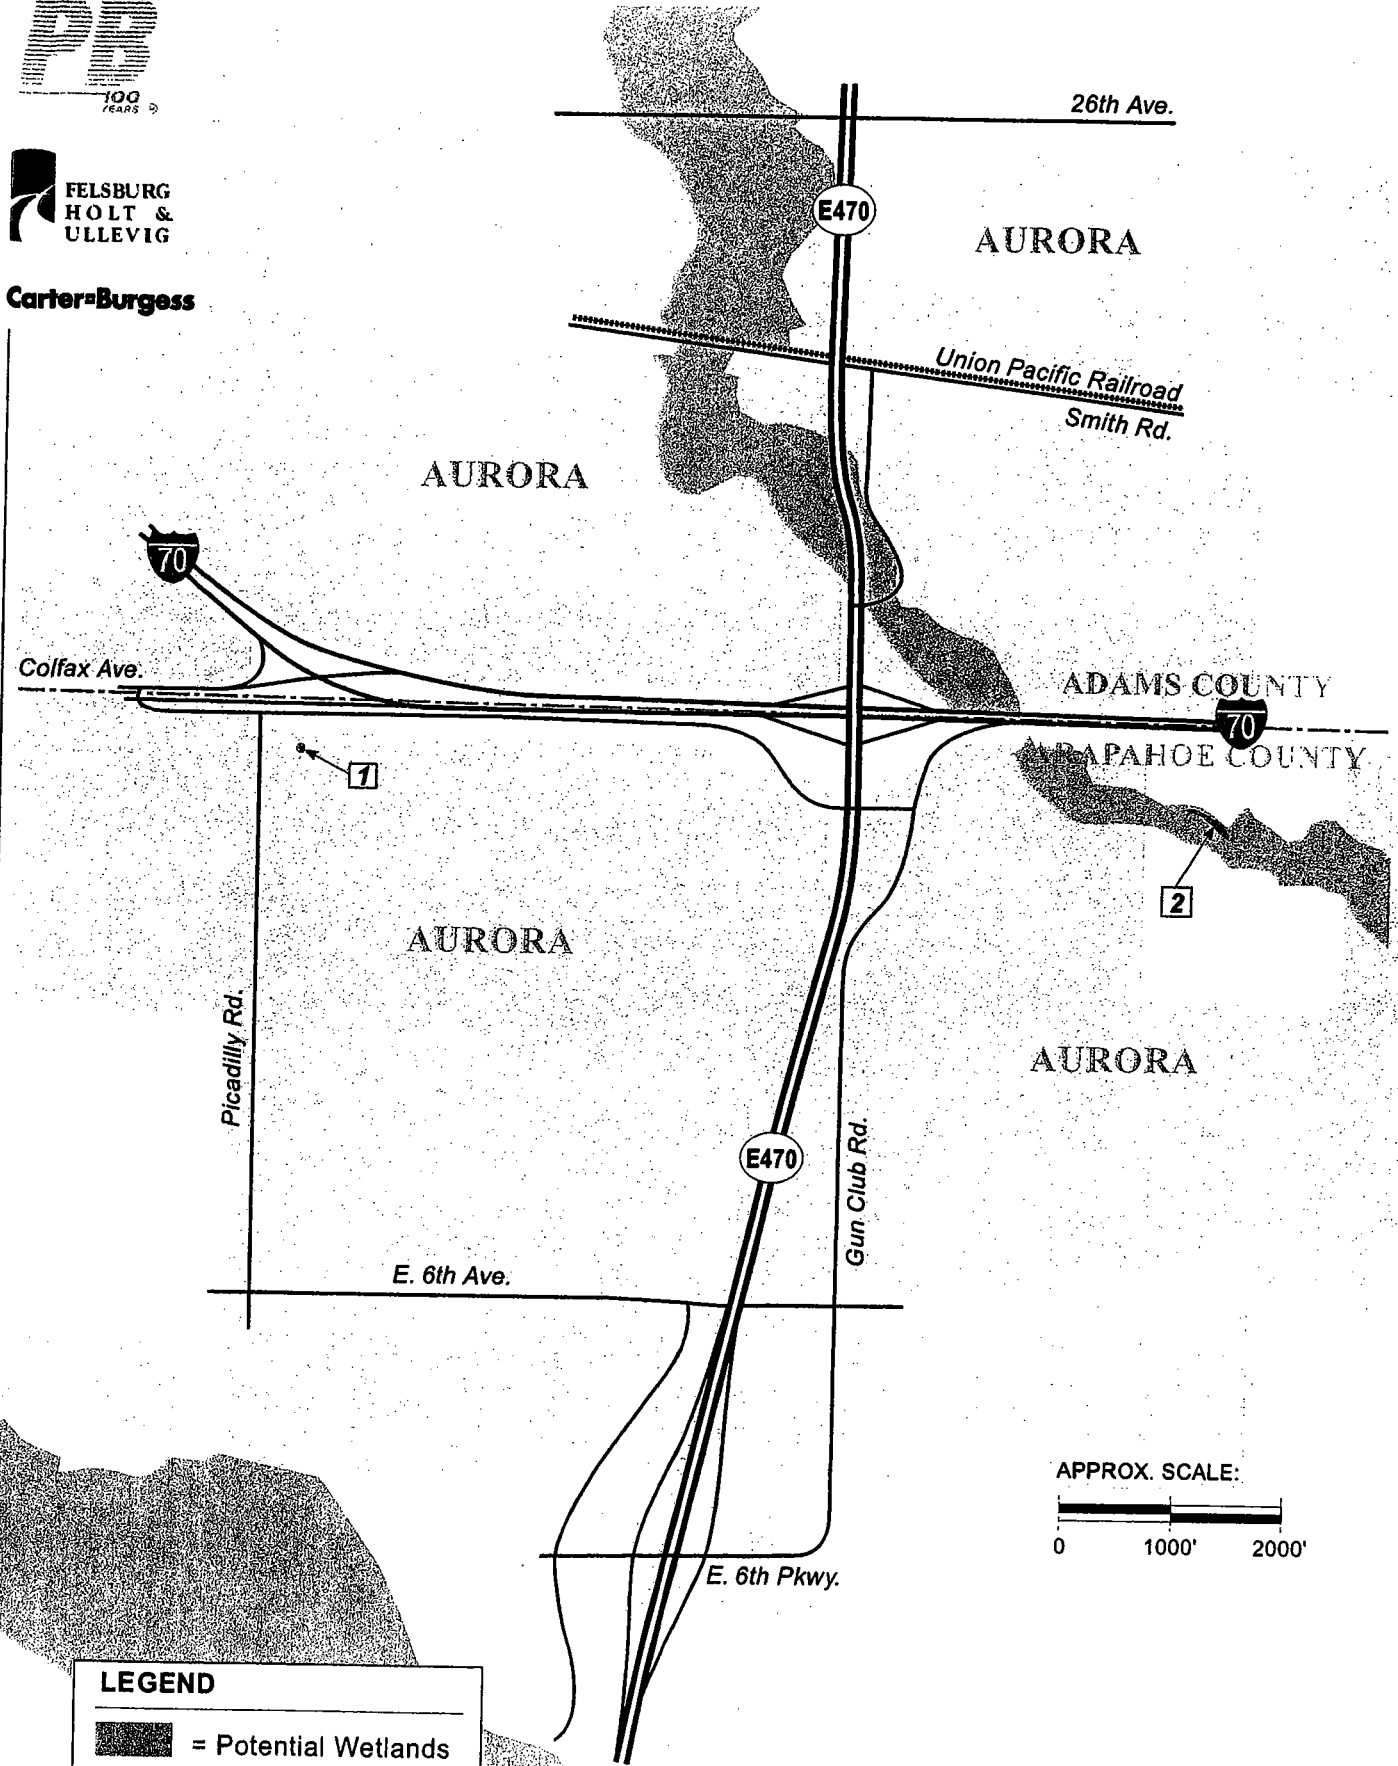 PB
100
YEARS
FELSBURG
HOLT &
ULLEVIG
Carter=Burgess
26th Ave.
E470
AURORA
Union Pacific Railroad
Smith Rd.
AURORA
70
Colfax Ave.
ADAMS COUNTY
70
ARAPAHOE COUNTY
1
2
AURORA
Picadilly Rd.
AURORA
E470
Gun Club Rd.
E. 6th Ave.
APPROX. SCALE:
0 1000' 2000'
E. 6th Pkwy.
LEGEND
= Potential Wetlands